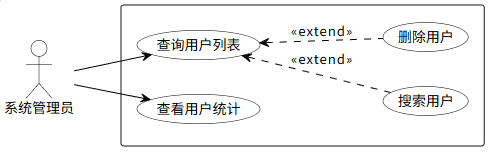 查询用户列表
«extend»
删除用户
«extend»
系统管理员
查看用户统计
搜索用户